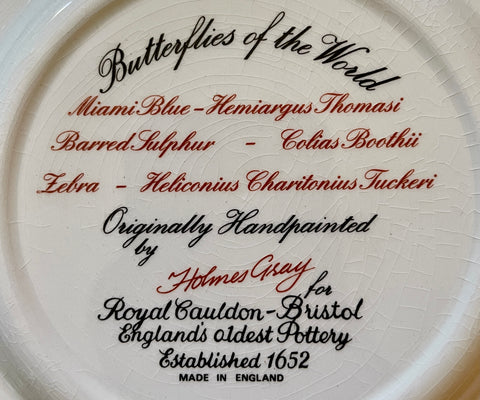 Butterflies of the World
Miami Blue – Hemiargus Thomasi
Barred Sulphur – Colias Boothii
Zebra – Heliconius Charitonius Tuckeri
Originally Handpainted
by
Holmes Gray
for
Royal Cauldon - Bristol
England's oldest Pottery
Established 1652
MADE IN ENGLAND